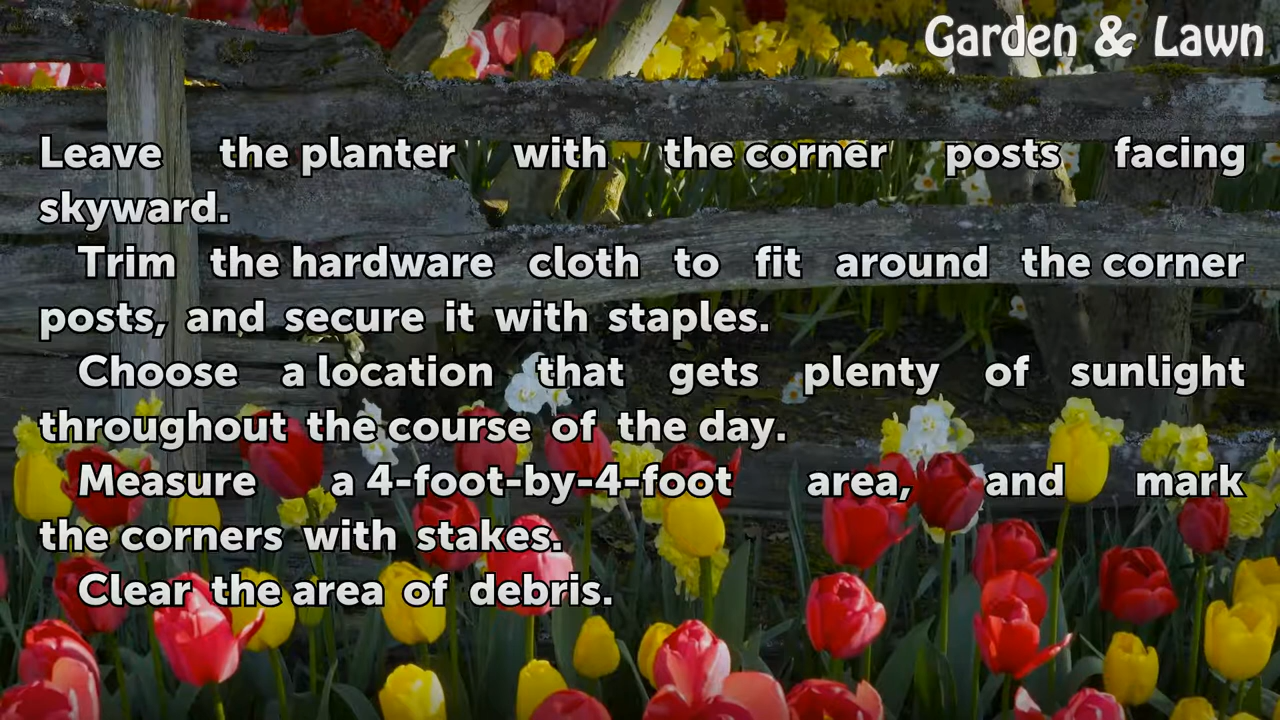 Garden & Lawn
Leave the planter with the corner posts facing
skyward.
Trim the hardware cloth to fit around the corner
posts, and secure it with staples.
Choose a location that gets plenty of sunlight
throughout the course of the day.
Measure a 4-foot-by-4-foot area, and mark
the corners with stakes.
Clear the area of debris.